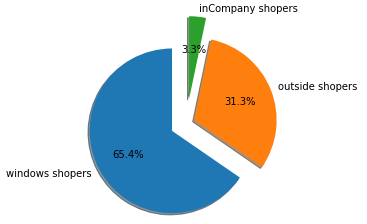 inCompany shopers
3.3%
outside shopers
31.3%
65.4%
windows shopers